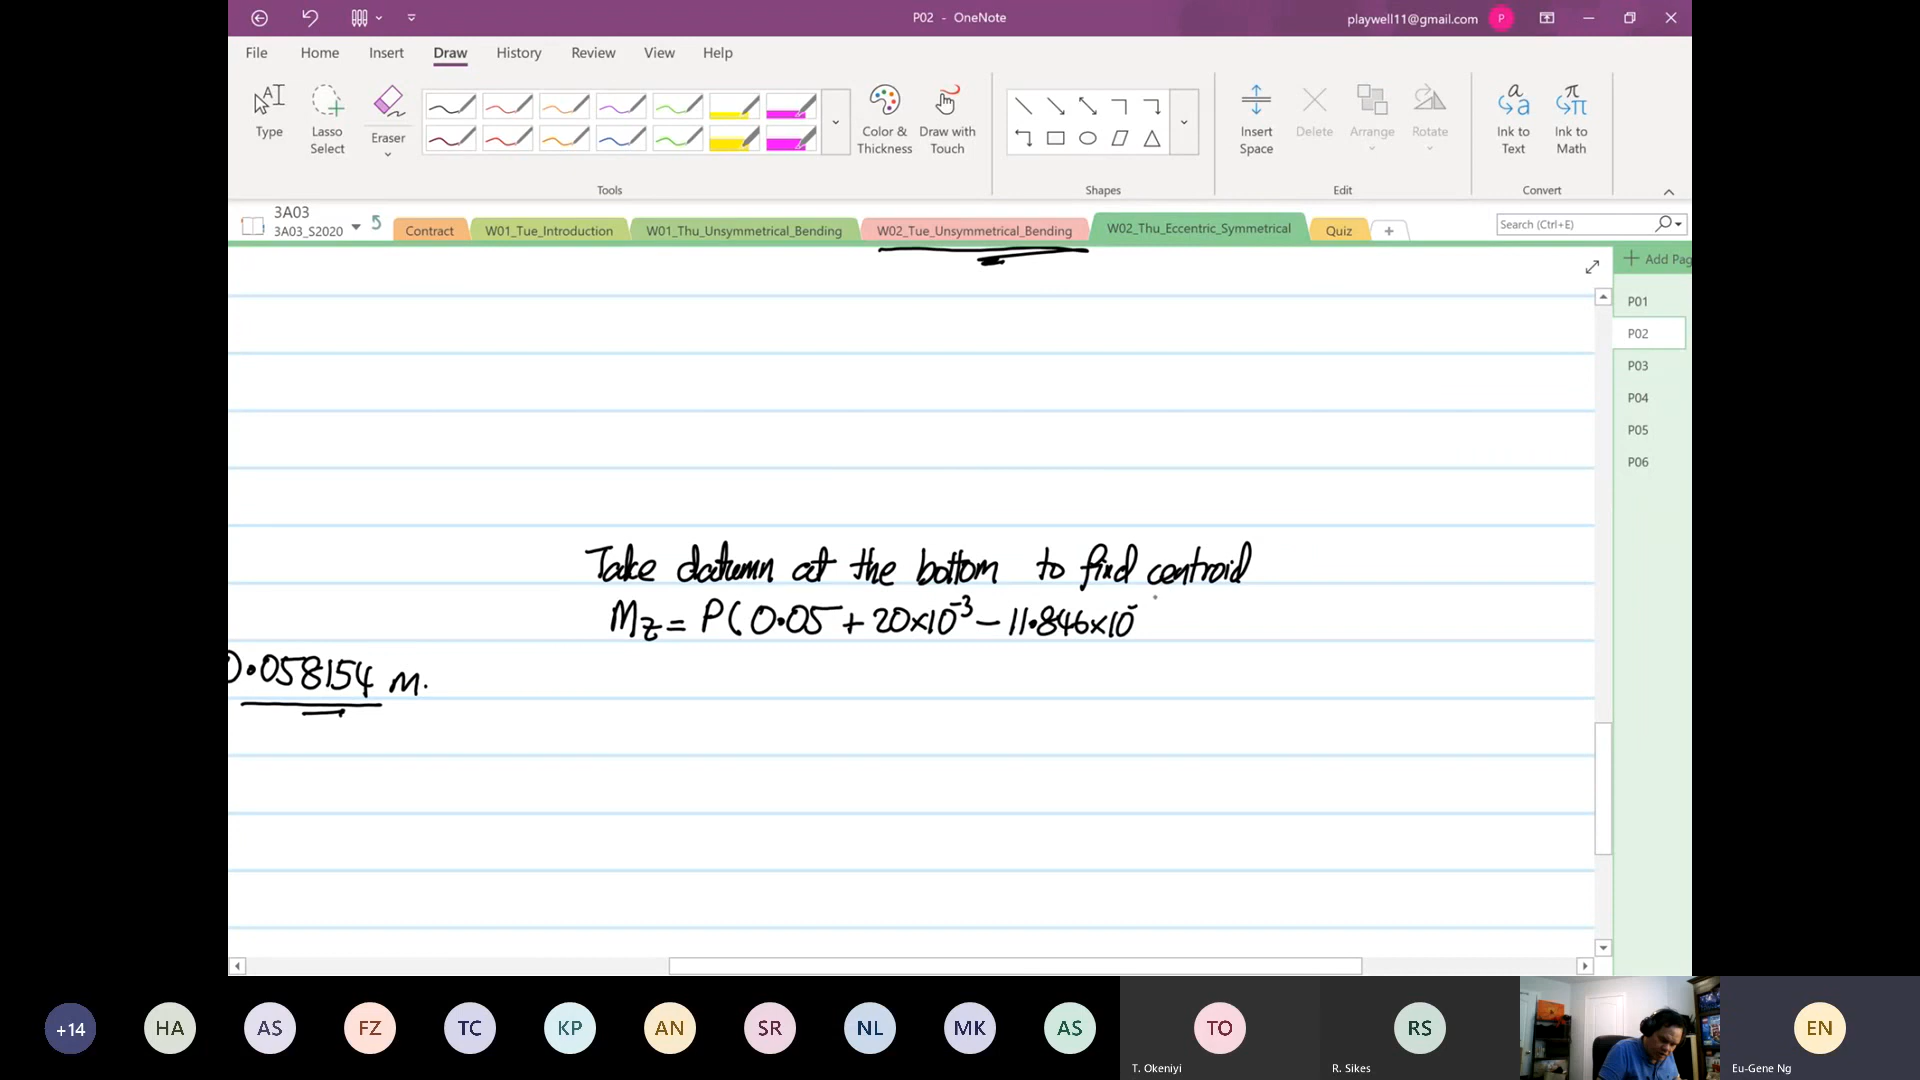 P02 - OneNote
playwell11@gmail.com
P
File Home Insert Draw History Review View Help
Type
Lasso Select
Eraser
Color & Thickness
Draw with Touch
Insert Space
Delete
Arrange
Rotate
Ink to Text
Ink to Math
Tools
Shapes
Edit
Convert
3A03
3A03_S2020
Contract
W01_Tue_Introduction
W01_Thu_Unsymmetrical_Bending
W02_Tue_Unsymmetrical_Bending
W02_Thu_Eccentric_Symmetrical
Quiz
Search (Ctrl+E)
Add Pag
P01
P02
P03
P04
P05
P06
Take datumn at the bottom to find centroid
Mz = P(0.05 + 20×10⁻³ - 11.846×10⁻
0.058154 m.
+14 HA AS FZ TC KP AN SR NL MK AS TO RS EN
T. Okeniyi
R. Sikes
Eu-Gene Ng